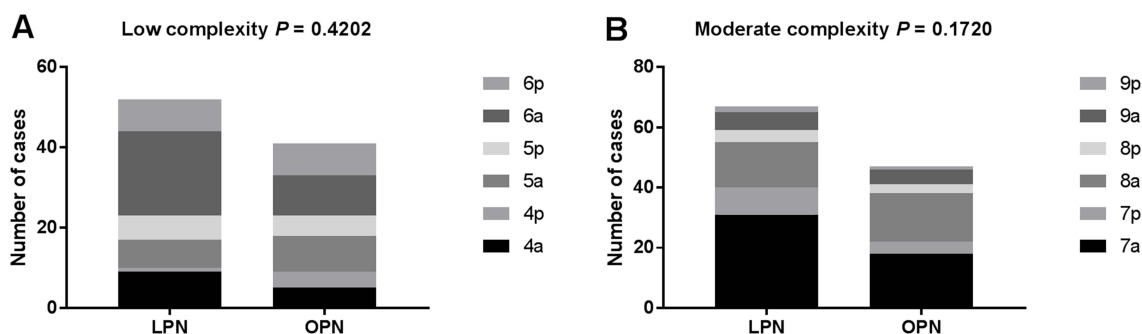 A
Low complexity P = 0.4202
Number of cases
60
40
20
0
LPN
OPN
6p
6a
5p
5a
4p
4a
B
Moderate complexity P = 0.1720
Number of cases
80
60
40
20
0
LPN
OPN
9p
9a
8p
8a
7p
7a